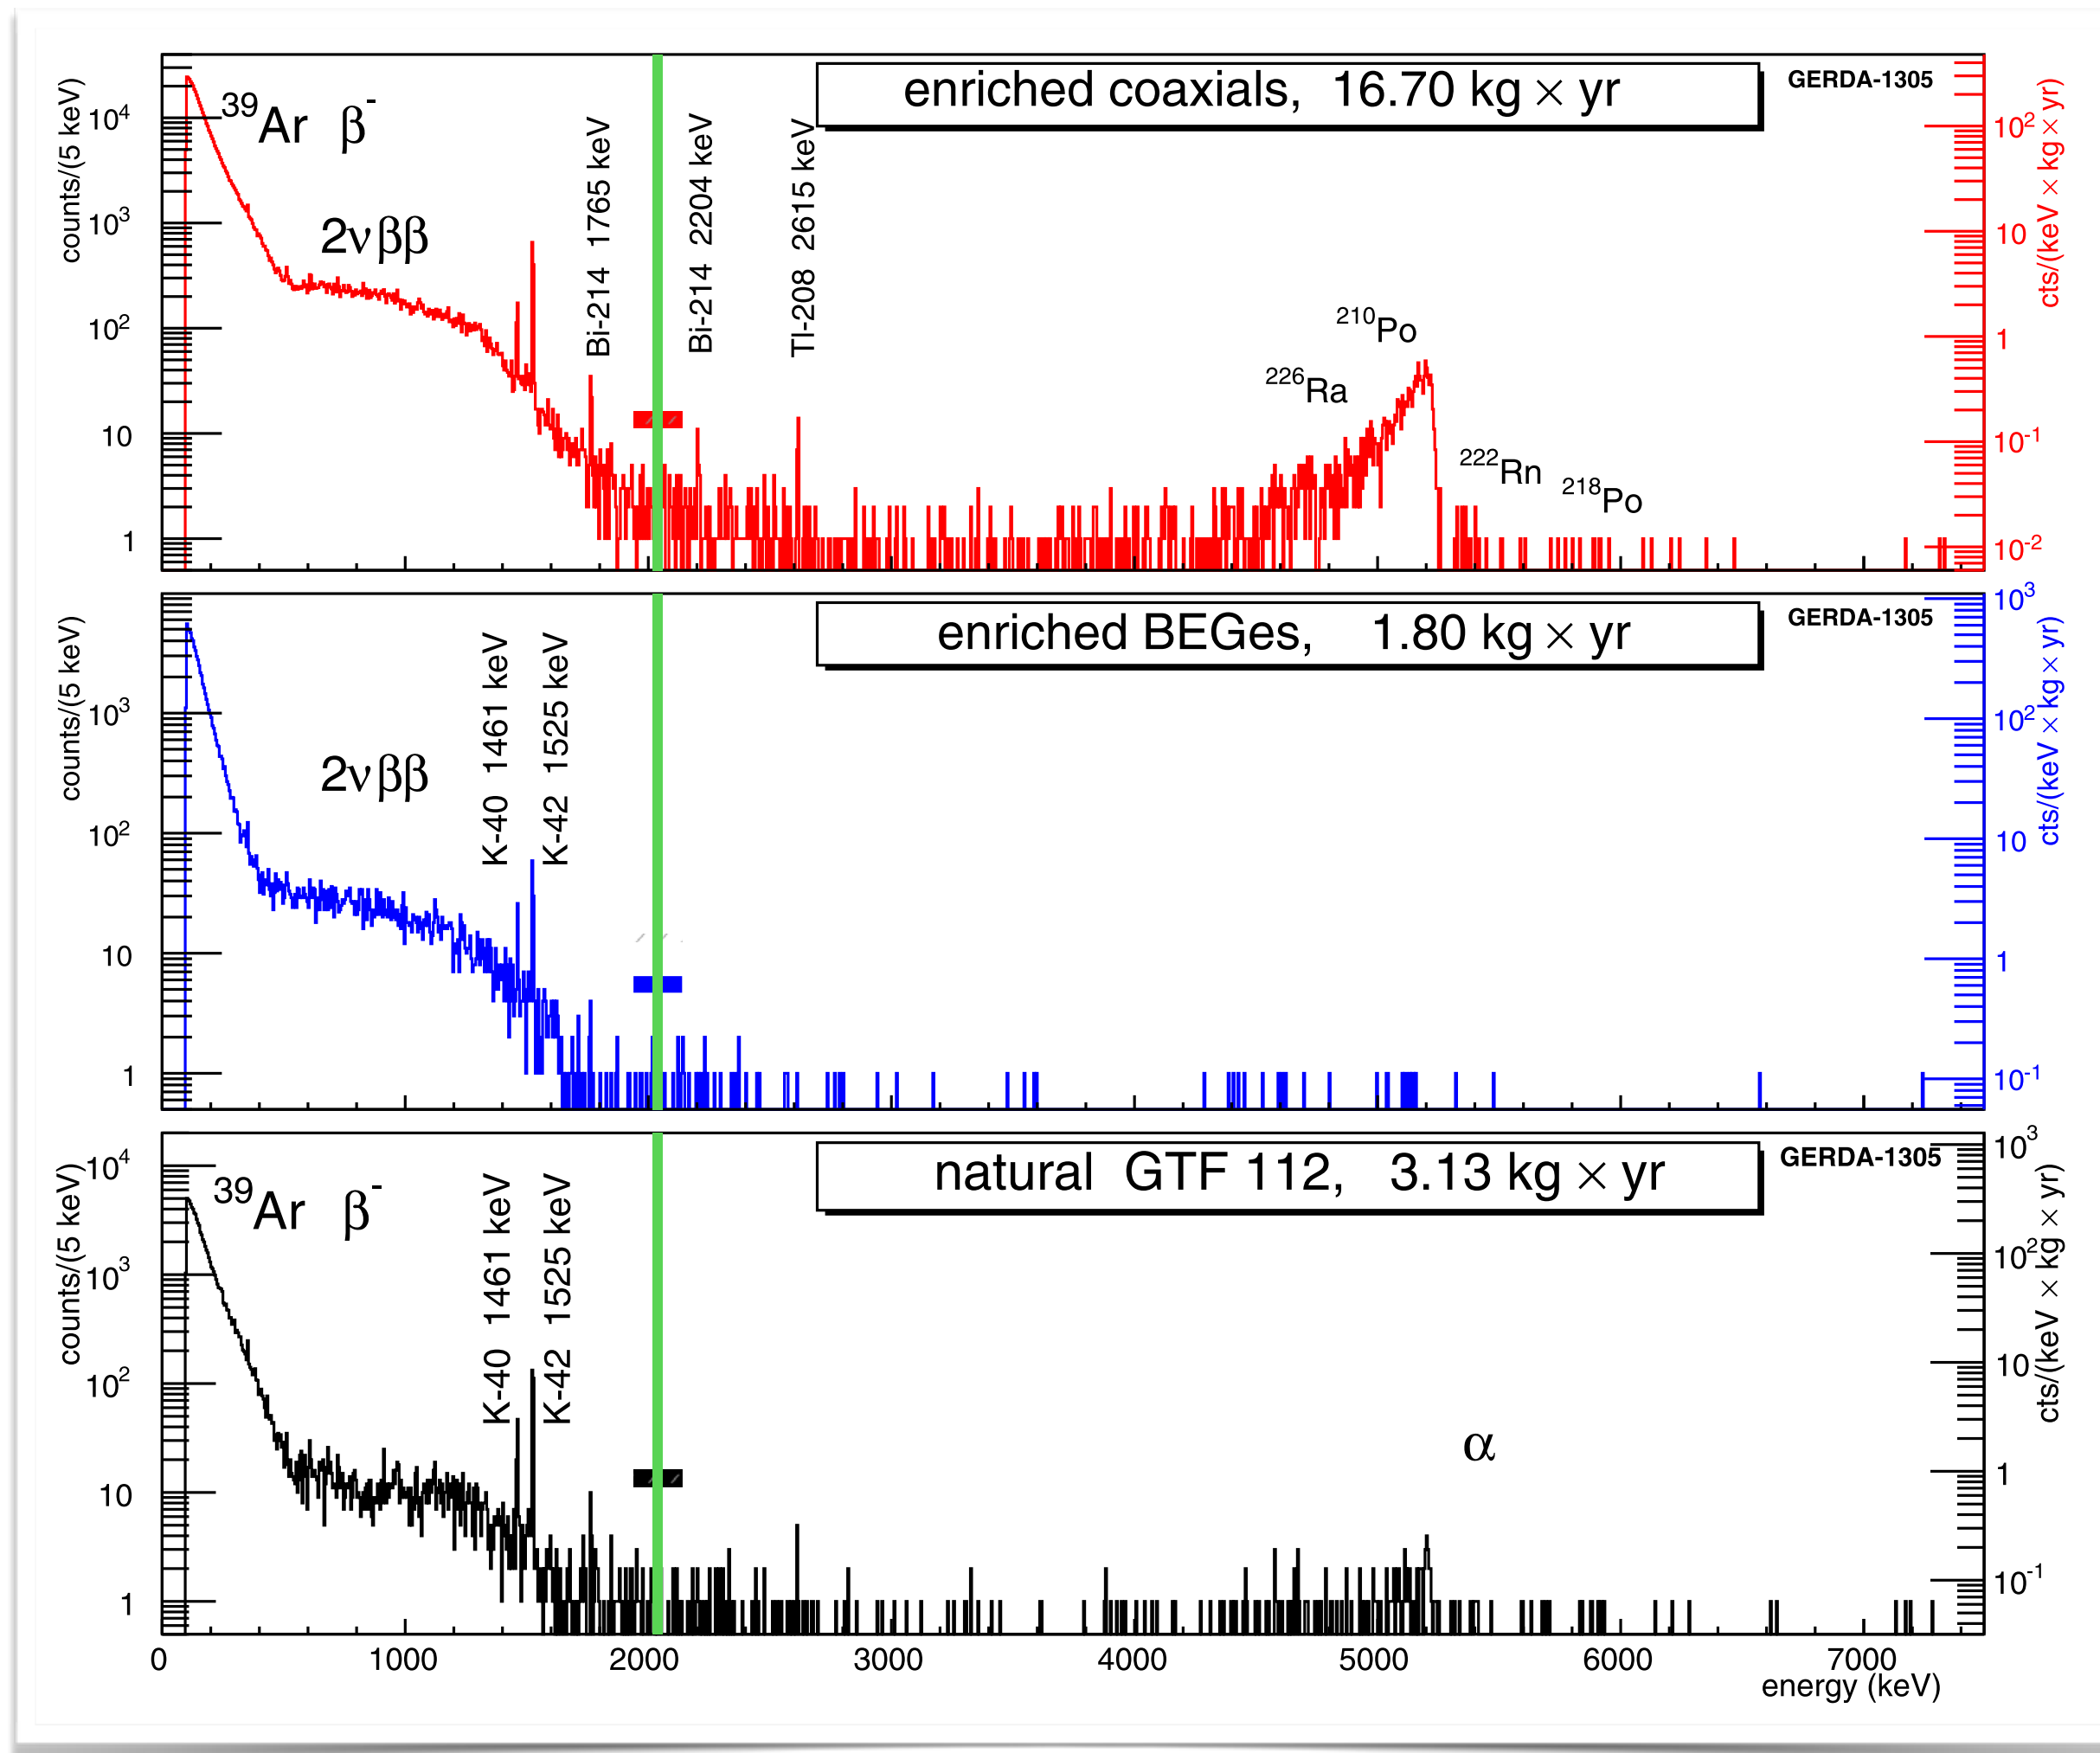 enriched coaxials, 16.70 kg × yr
GERDA-1305
counts/(5 keV)
10⁴
10³
10²
10
1
³⁹Ar β⁻
2νββ
Bi-214 1765 keV
Bi-214 2204 keV
Tl-208 2615 keV
²²⁶Ra
²¹⁰Po
²²²Rn
²¹⁸Po
10²
10
1
10⁻¹
10⁻²
cts/(keV × kg × yr)
enriched BEGes, 1.80 kg × yr
GERDA-1305
counts/(5 keV)
10³
10²
10
1
2νββ
K-40 1461 keV
K-42 1525 keV
10³
10²
10
1
10⁻¹
cts/(keV × kg × yr)
natural GTF 112, 3.13 kg × yr
GERDA-1305
counts/(5 keV)
10⁴
10³
10²
10
1
³⁹Ar β⁻
K-40 1461 keV
K-42 1525 keV
α
10³
10²
10
1
10⁻¹
cts/(keV × kg × yr)
0 1000 2000 3000 4000 5000 6000 7000
energy (keV)